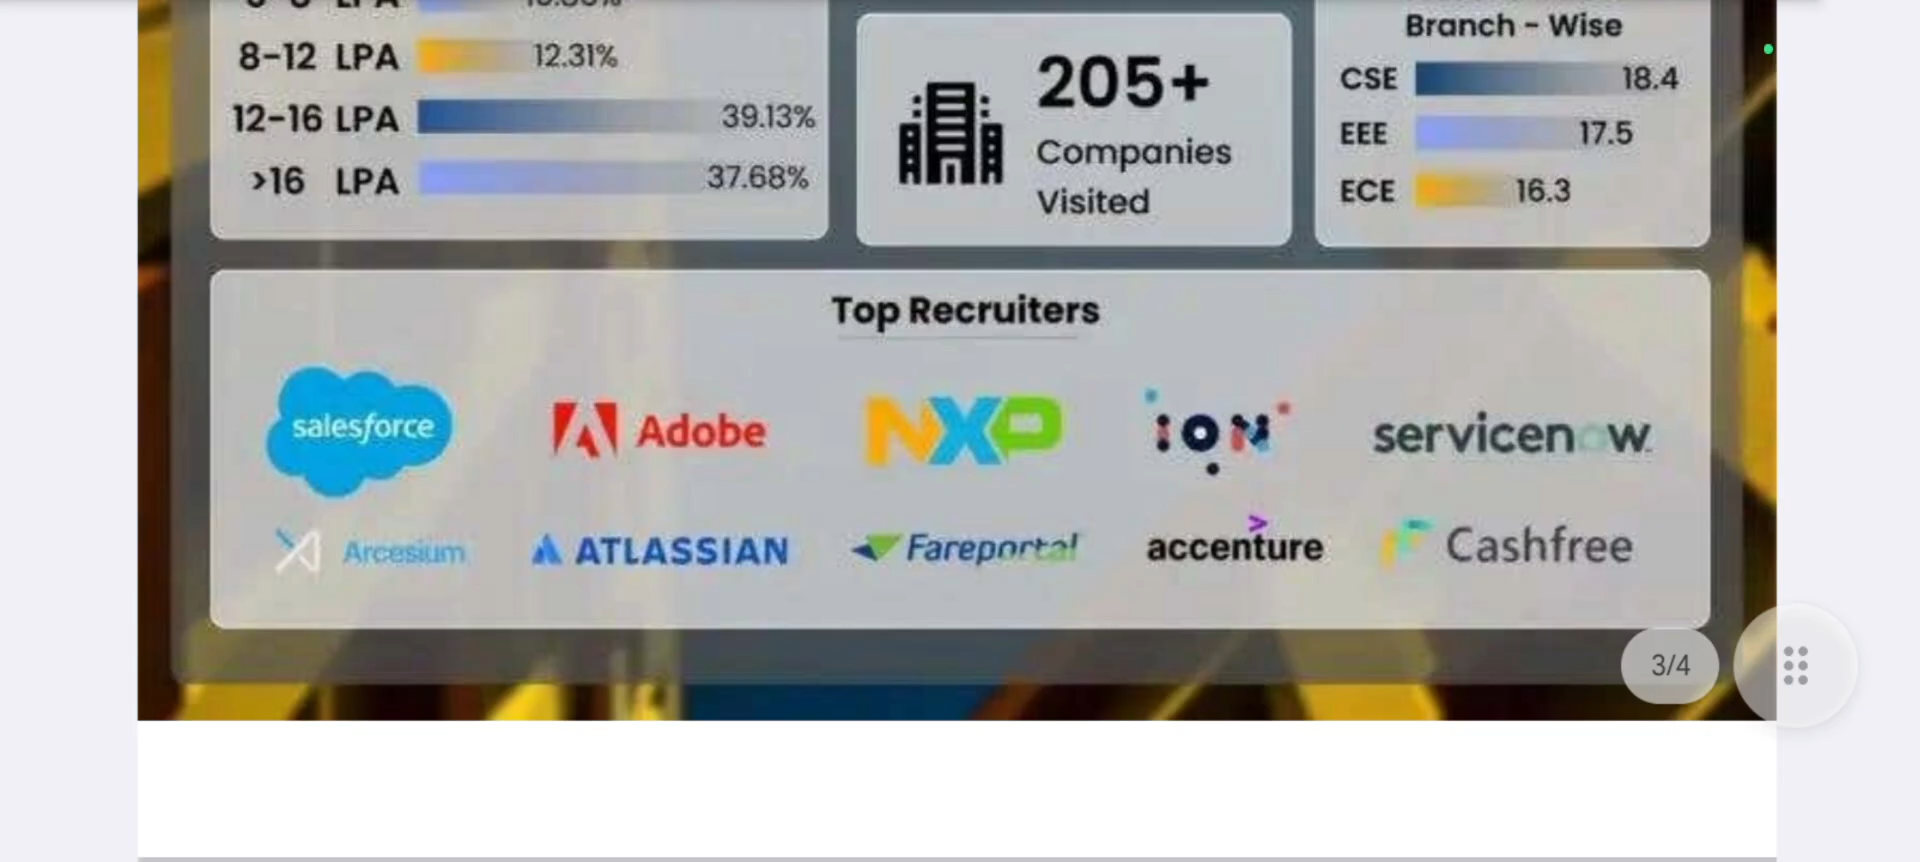 8-12 LPA 12.31%
12-16 LPA 39.13%
>16 LPA 37.68%
205+
Companies
Visited
Branch - Wise
CSE 18.4
EEE 17.5
ECE 16.3
Top Recruiters
salesforce
Adobe
NXP
iON
servicenow
Arcesium
ATLASSIAN
Fareportal
accenture
Cashfree
3/4